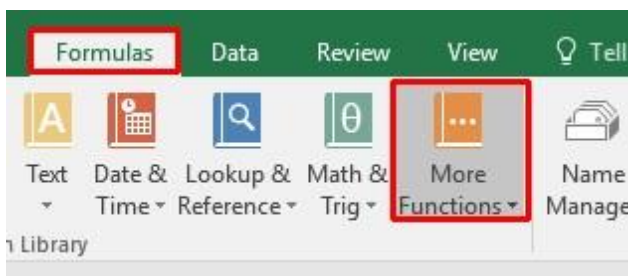 Formulas Data Review View Tell
A θ
Text Date & Lookup & Math & More Name
Time Reference Trig Functions Manage
Library